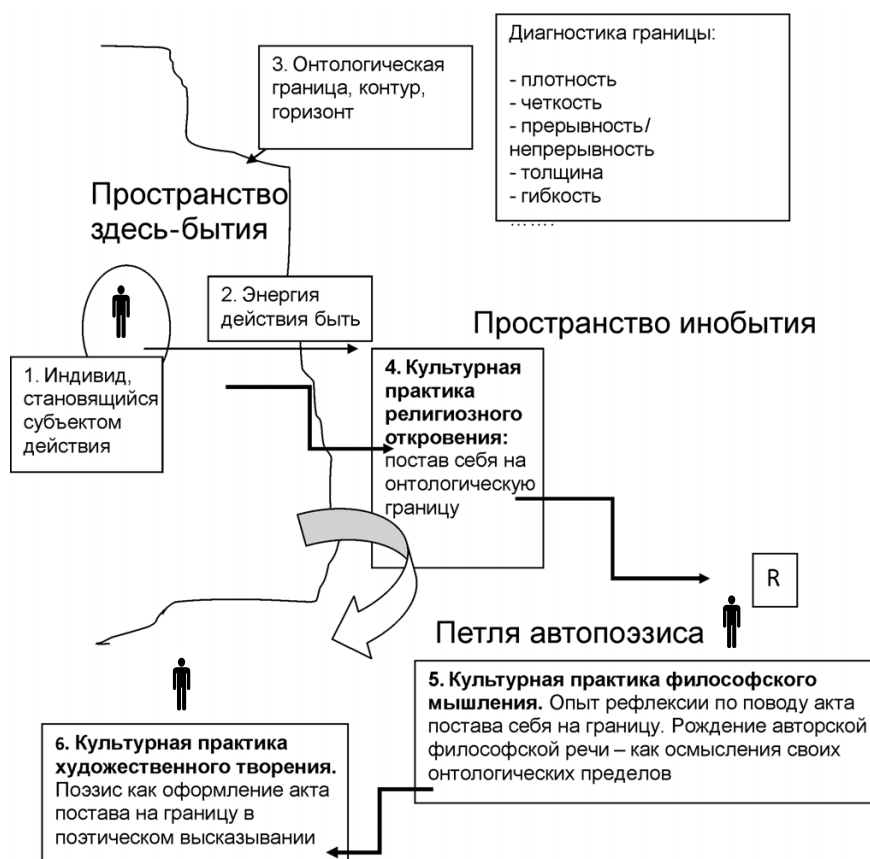 3. Онтологическая
граница, контур,
горизонт
Диагностика границы:
- плотность
- четкость
- прерывность/
непрерывность
- толщина
- гибкость
…….
Пространство
здесь-бытия
2. Энергия
действия быть
Пространство инобытия
1. Индивид,
становящийся
субъектом
действия
4. Культурная
практика
религиозного
откровения:
постав себя на
онтологическую
границу
R
Петля автопоэзиса
5. Культурная практика философского
мышления. Опыт рефлексии по поводу акта
постава себя на границу. Рождение авторской
философской речи – как осмысления своих
онтологических пределов
6. Культурная практика
художественного творения.
Поэзис как оформление акта
постава на границу в
поэтическом высказывании